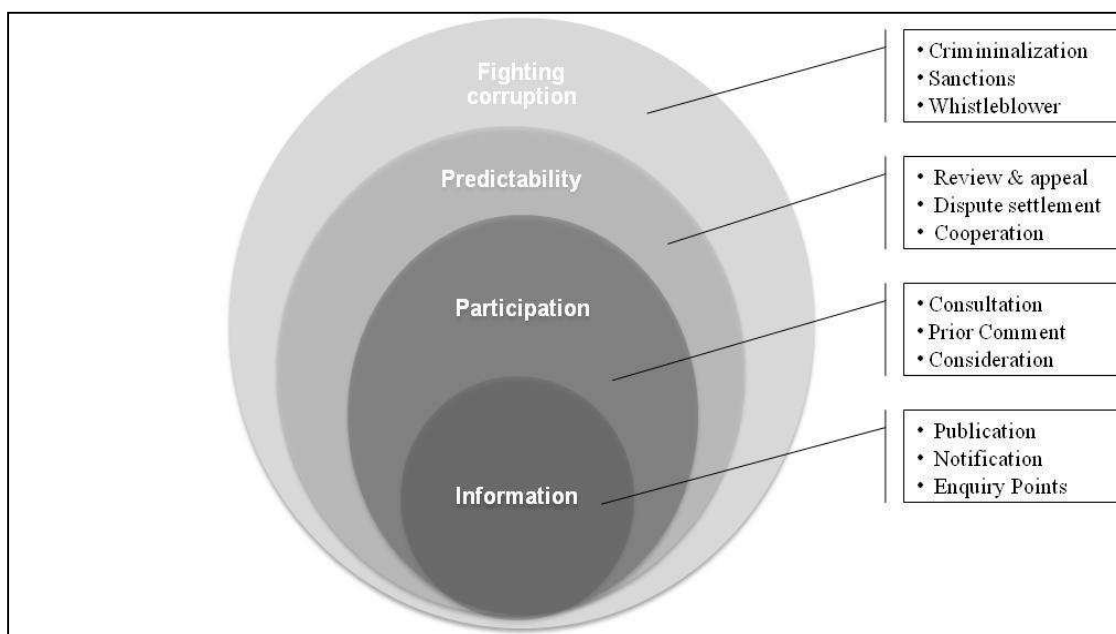 Fighting
corruption
• Crimininalization
• Sanctions
• Whistleblower
Predictability
• Review & appeal
• Dispute settlement
• Cooperation
Participation
• Consultation
• Prior Comment
• Consideration
Information
• Publication
• Notification
• Enquiry Points